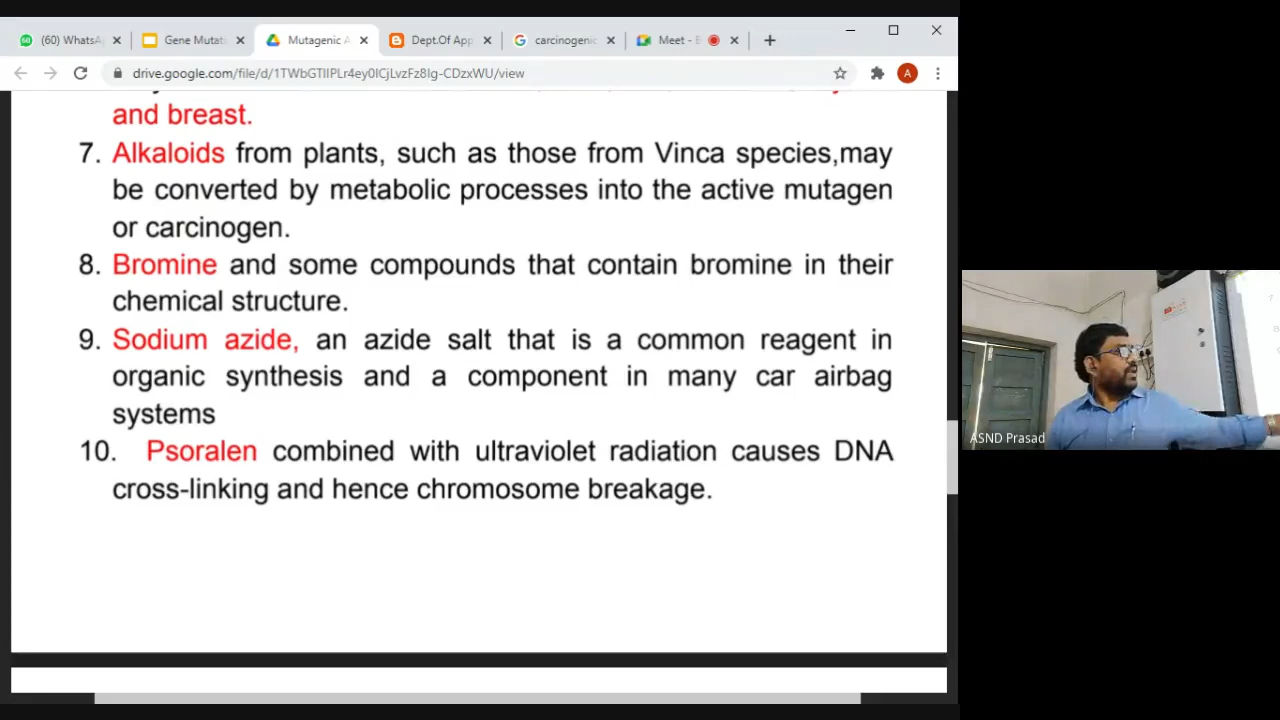 (60) WhatsA
Gene Mutat
Mutagenic A
Dept.Of App
carcinogenic
Meet -
drive.google.com/file/d/1TWbGTIIPLr4ey0ICjLvzFz8lg-CDzxWU/view
A
and breast.
7. Alkaloids from plants, such as those from Vinca species,may
be converted by metabolic processes into the active mutagen
or carcinogen.
8. Bromine and some compounds that contain bromine in their
chemical structure.
9. Sodium azide, an azide salt that is a common reagent in
organic synthesis and a component in many car airbag
systems
10. Psoralen combined with ultraviolet radiation causes DNA
cross-linking and hence chromosome breakage.
ASND Prasad